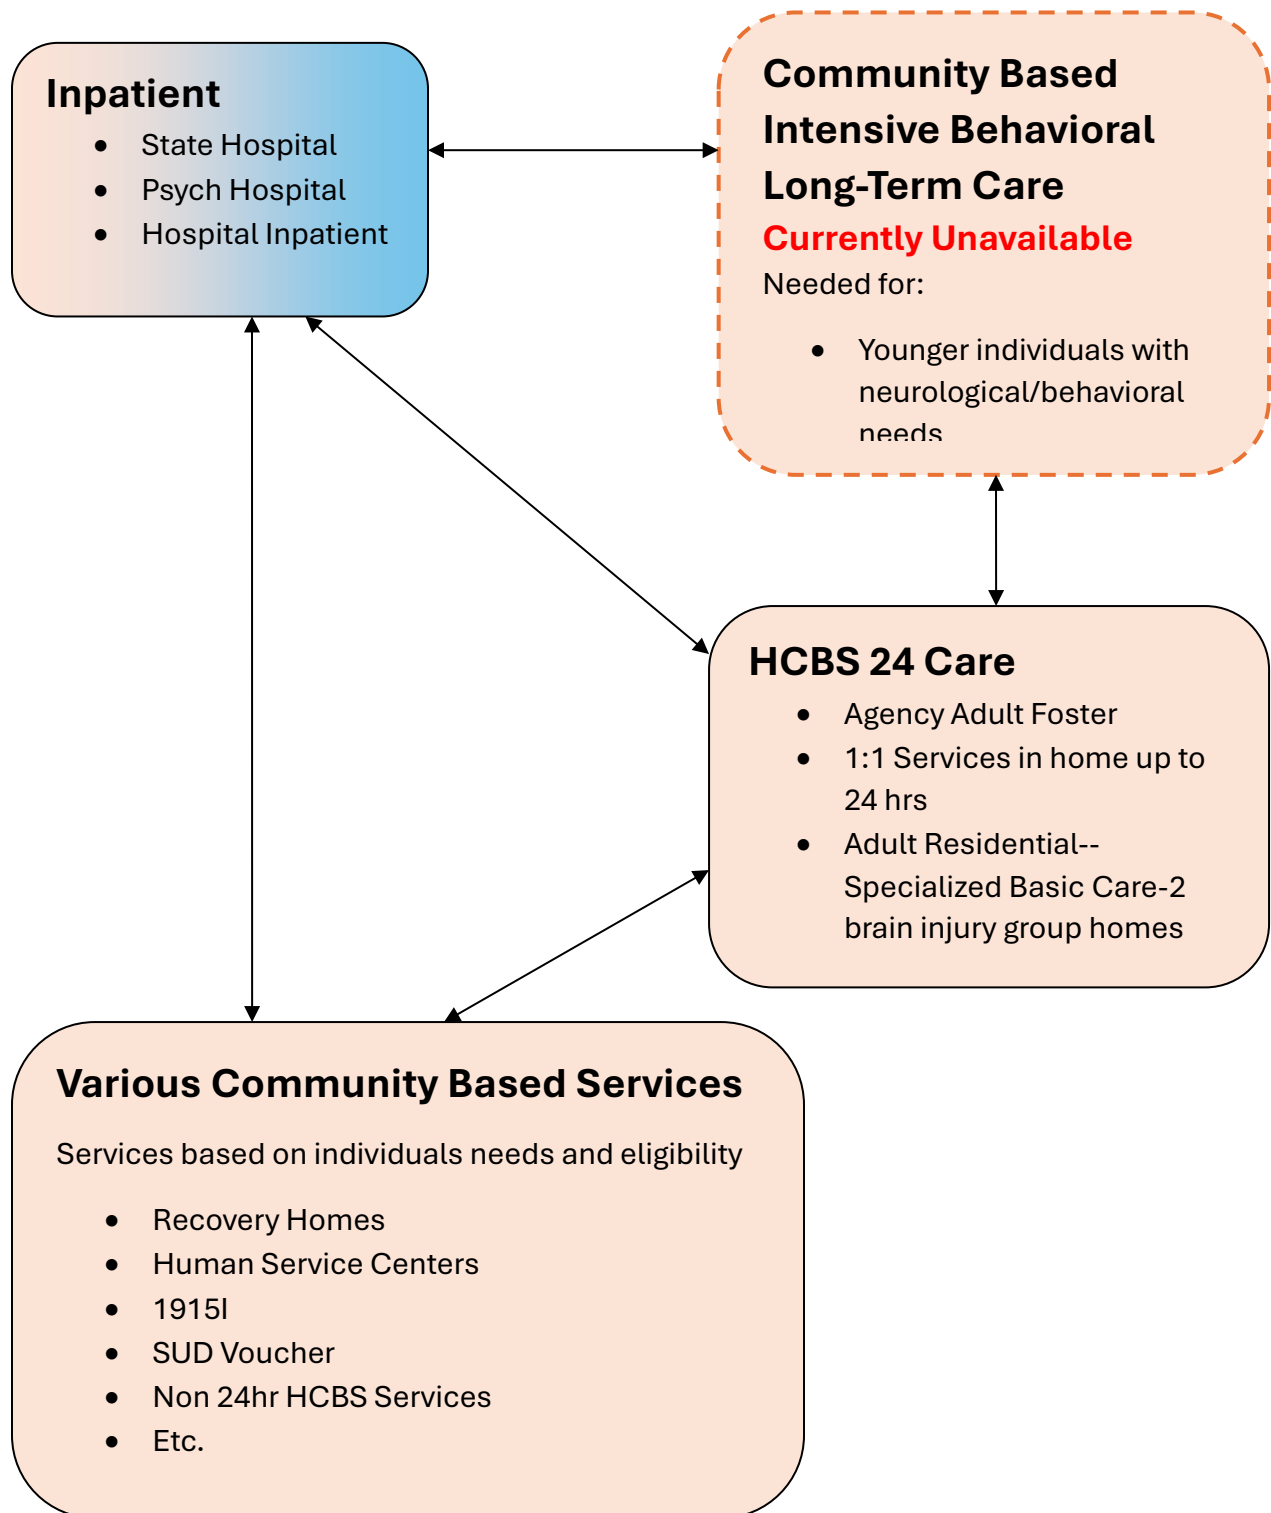 Inpatient
• State Hospital
• Psych Hospital
• Hospital Inpatient
Community Based
Intensive Behavioral
Long-Term Care
Currently Unavailable
Needed for:
• Younger individuals with
neurological/behavioral
needs
HCBS 24 Care
• Agency Adult Foster
• 1:1 Services in home up to
24 hrs
• Adult Residential--
Specialized Basic Care-2
brain injury group homes
Various Community Based Services
Services based on individuals needs and eligibility
• Recovery Homes
• Human Service Centers
• 1915I
• SUD Voucher
• Non 24hr HCBS Services
• Etc.